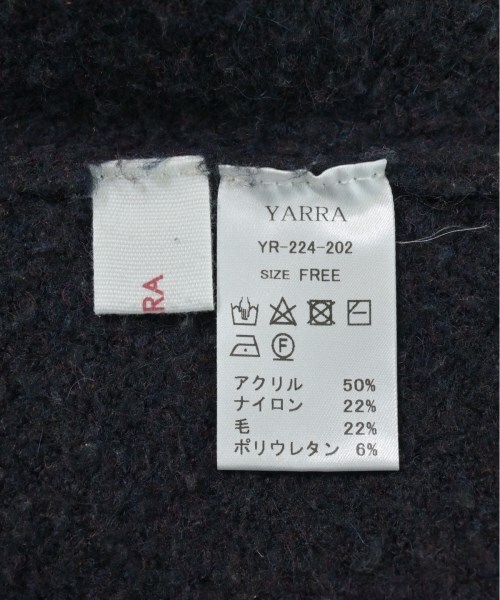 RA
YARRA
YR-224-202
SIZE FREE
F
アクリル 50%
ナイロン 22%
毛 22%
ポリウレタン 6%